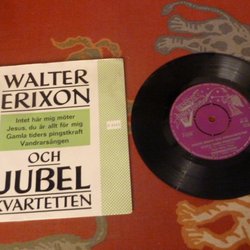 WALTER
ERIXON
Intet här mig möter
Jesus, du är allt för mig
Gamla tiders pingstkraft
Vandrarsången
OCH
JUBEL
KVARTETTEN